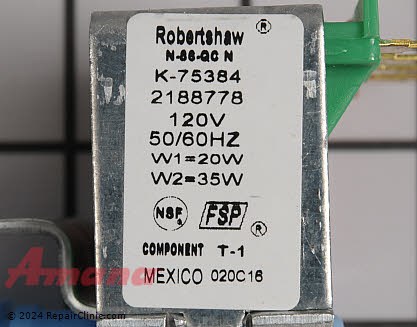 Robertshaw ®
N-86-QC N
K-75384
2188778
120V
50/60HZ
W1=20W
W2=35W
NSF ® FSP ®
COMPONENT T-1
Amana
MEXICO 020C16
© 2024 RepairClinic.com